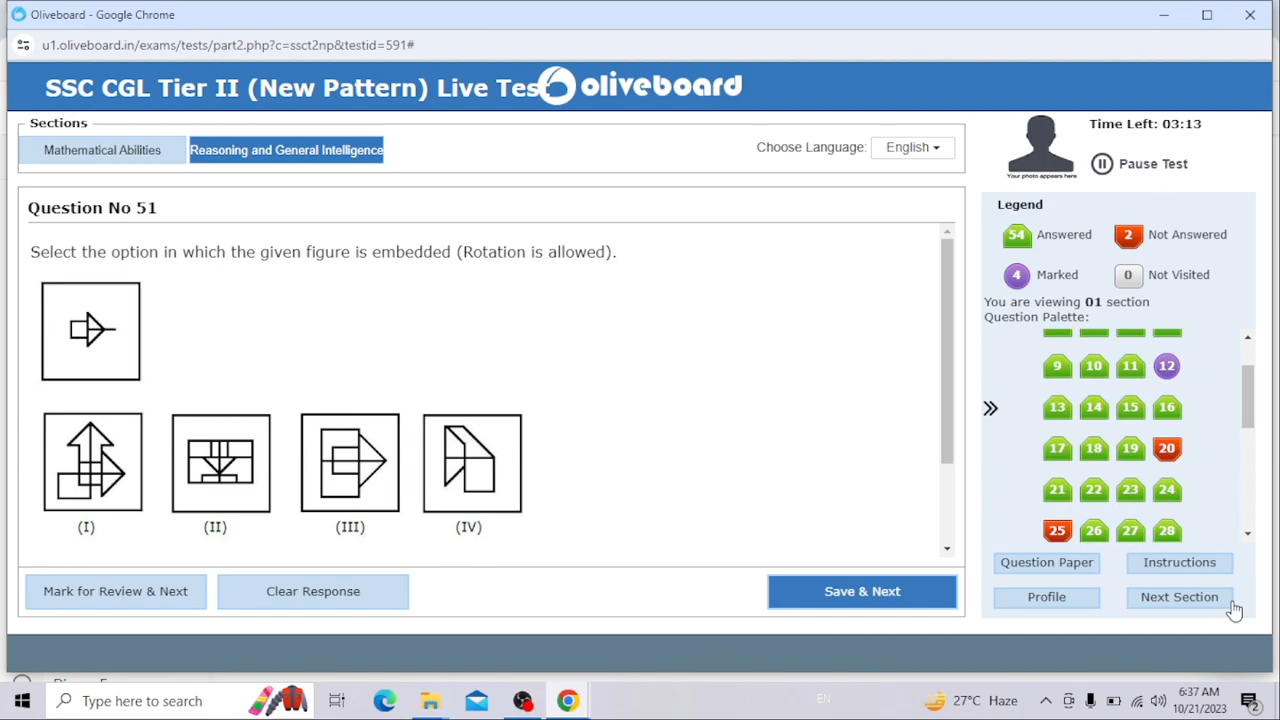 Oliveboard - Google Chrome
u1.oliveboard.in/exams/tests/part2.php?c=ssct2np&testid=591#
SSC CGL Tier II (New Pattern) Live Tes
oliveboard
Sections
Mathematical Abilities
Reasoning and General Intelligence
Choose Language:
English
Your photo appears here
Time Left: 03:13
Pause Test
Question No 51
Select the option in which the given figure is embedded (Rotation is allowed).
(I)
(II)
(III)
(IV)
Legend
54 Answered
2 Not Answered
4 Marked
0 Not Visited
You are viewing 01 section
Question Palette:
9 10 11 12
13 14 15 16
17 18 19 20
21 22 23 24
25 26 27 28
Question Paper
Instructions
Profile
Next Section
Mark for Review & Next
Clear Response
Save & Next
Type here to search
EN
27°C Haze
6:37 AM
10/21/2023
2